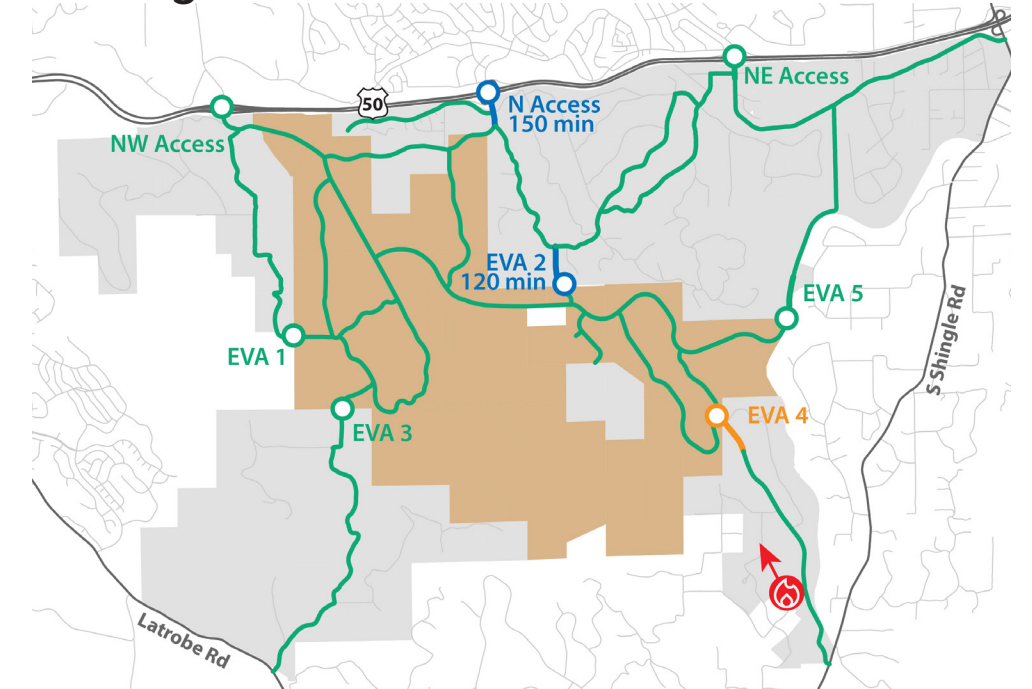 50
N Access
150 min
NE Access
NW Access
EVA 2
120 min
EVA 5
EVA 1
S Shingle Rd
EVA 3
EVA 4
Latrobe Rd